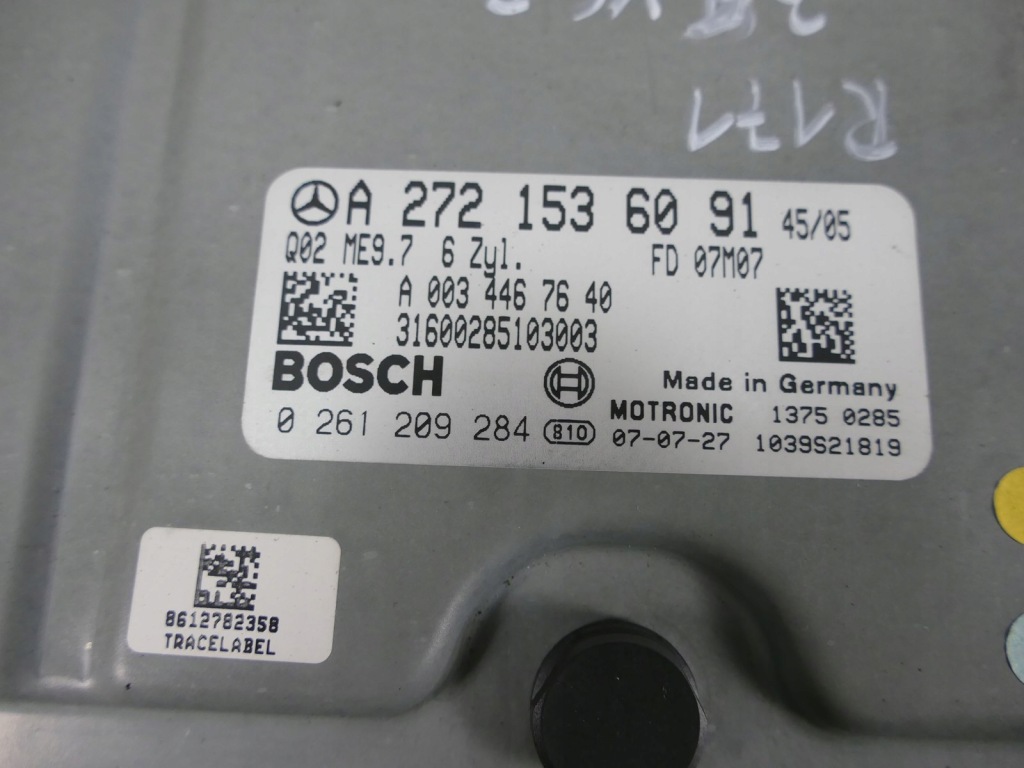 R171
A 272 153 60 91 45/05
Q02 ME9.7 6 Zyl. FD 07M07
A 003 446 76 40
31600285103003
BOSCH
Made in Germany
MOTRONIC 1375 0285
0 261 209 284 810 07-07-27 1039S21819
8612782358
TRACELABEL